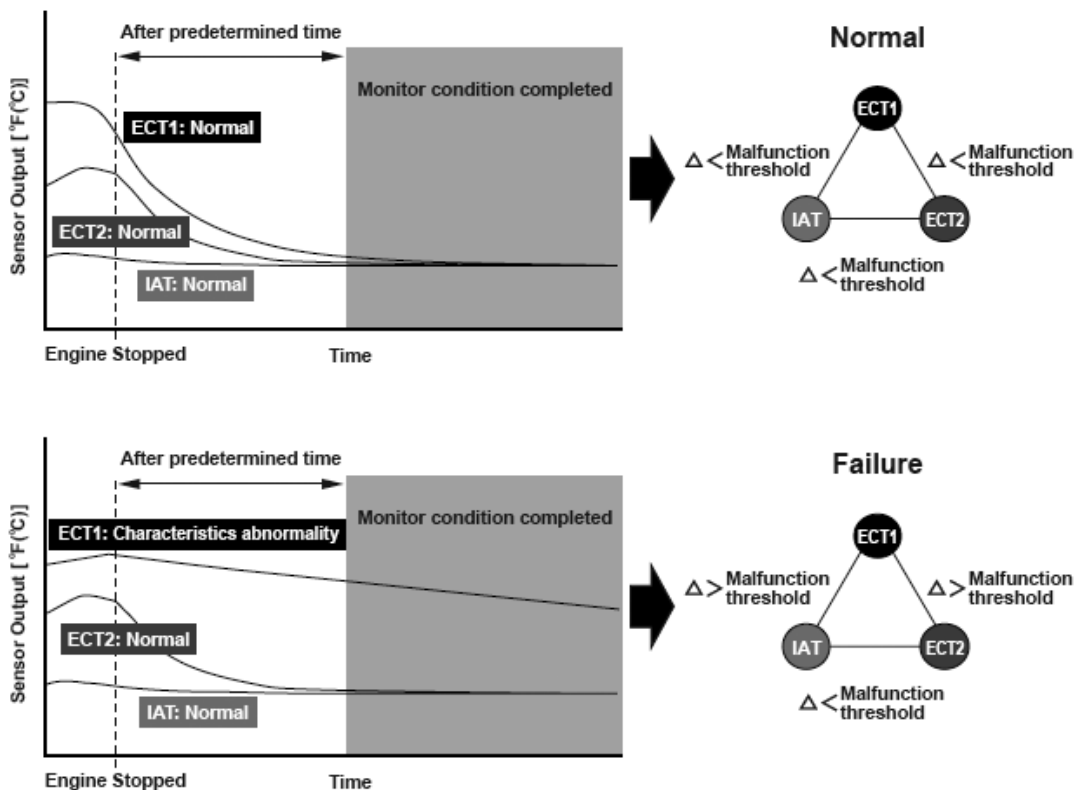 After predetermined time
Normal
Monitor condition completed
Sensor Output [°F(°C)]
ECT1: Normal
ECT2: Normal
IAT: Normal
Engine Stopped
Time
ECT1
△ < Malfunction
threshold
△ < Malfunction
threshold
IAT
ECT2
△ < Malfunction
threshold
After predetermined time
Failure
Monitor condition completed
Sensor Output [°F(°C)]
ECT1: Characteristics abnormality
ECT2: Normal
IAT: Normal
Engine Stopped
Time
ECT1
△ > Malfunction
threshold
△ > Malfunction
threshold
IAT
ECT2
△ < Malfunction
threshold